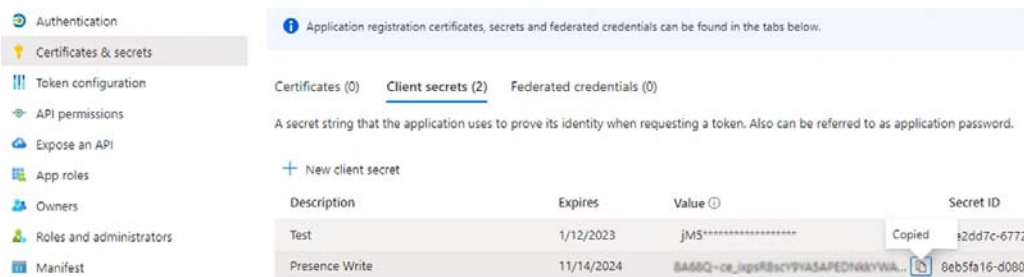 Authentication
Certificates & secrets
Token configuration
API permissions
Expose an API
App roles
Owners
Roles and administrators
Manifest
Application registration certificates, secrets and federated credentials can be found in the tabs below.
Certificates (0) Client secrets (2) Federated credentials (0)
A secret string that the application uses to prove its identity when requesting a token. Also can be referred to as application password.
New client secret
Description Expires Value Secret ID
Test 1/12/2023 jM5****************** Copied e2dd7c-6772
Presence Write 11/14/2024 8eb5fa16-d080